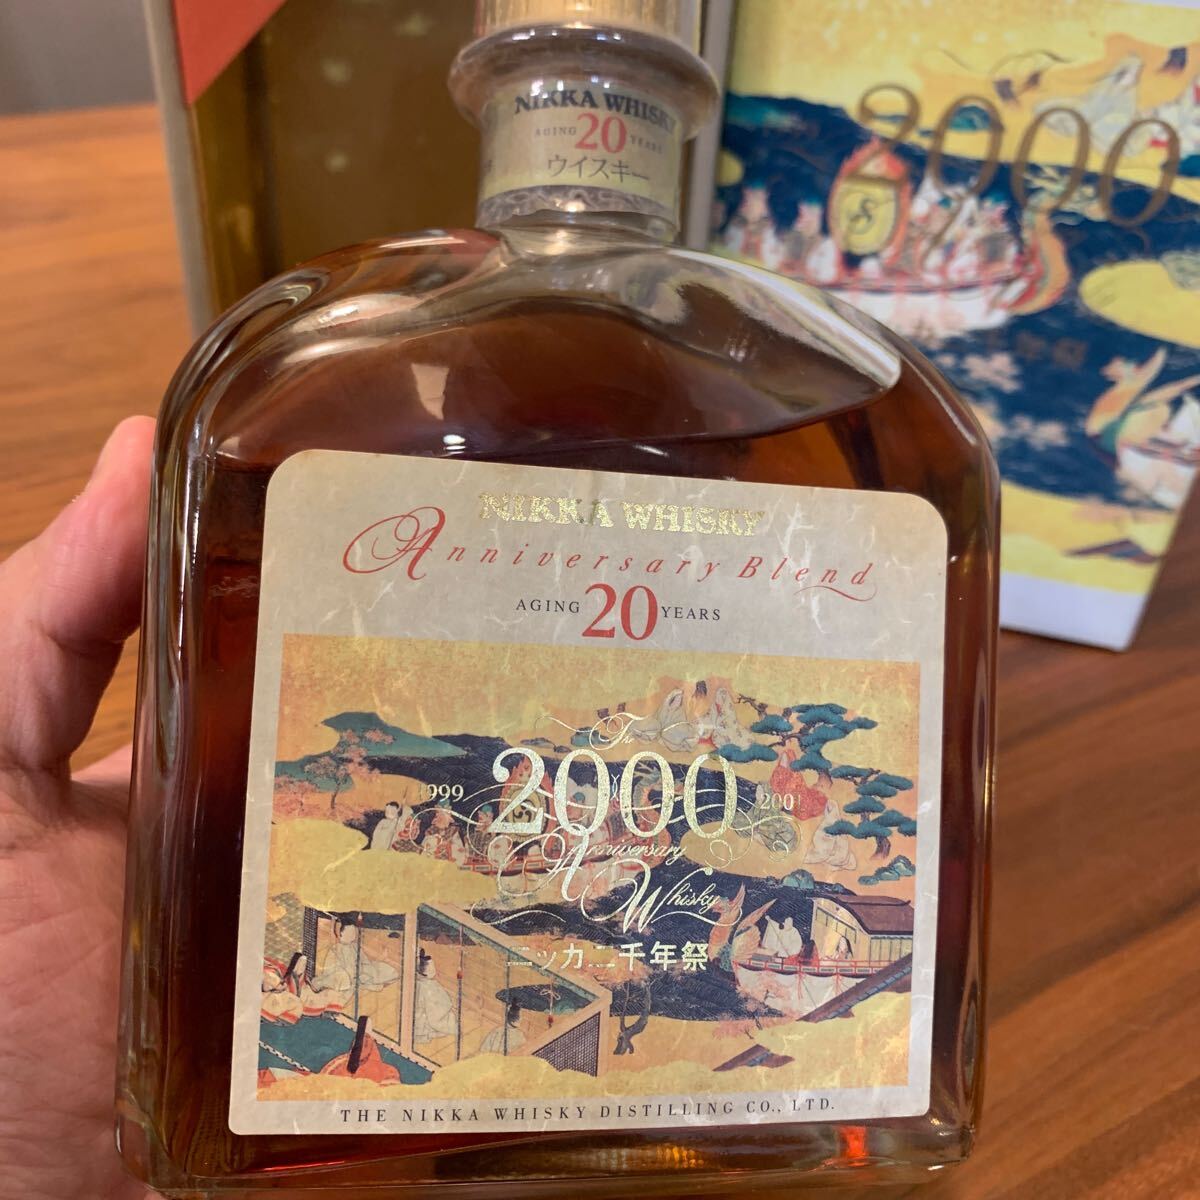 NIKKA WHISKY
AGING 20 YEARS
ウイスキー
2000
NIKKA WHISKY
Anniversary Blend
AGING 20 YEARS
The
1999 2000 2001
Anniversary
Whisky
ニッカ二千年祭
THE NIKKA WHISKY DISTILLING CO., LTD.